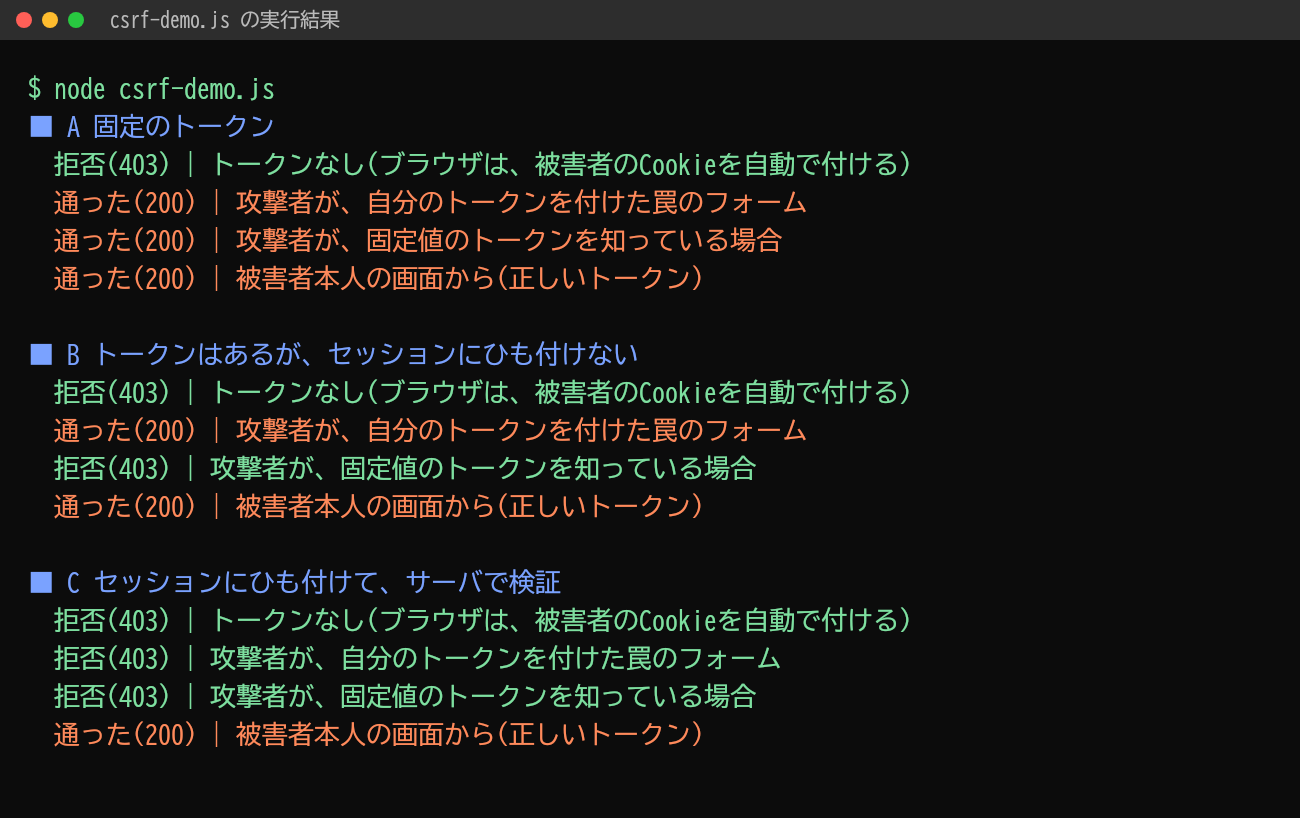 csrf-demo.js の実行結果
$ node csrf-demo.js
■ A 固定のトークン
拒否(403) | トークンなし(ブラウザは、被害者のCookieを自動で付ける)
通った(200) | 攻撃者が、自分のトークンを付けた罠のフォーム
通った(200) | 攻撃者が、固定値のトークンを知っている場合
通った(200) | 被害者本人の画面から(正しいトークン)
■ B トークンはあるが、セッションにひも付けない
拒否(403) | トークンなし(ブラウザは、被害者のCookieを自動で付ける)
通った(200) | 攻撃者が、自分のトークンを付けた罠のフォーム
拒否(403) | 攻撃者が、固定値のトークンを知っている場合
通った(200) | 被害者本人の画面から(正しいトークン)
■ C セッションにひも付けて、サーバで検証
拒否(403) | トークンなし(ブラウザは、被害者のCookieを自動で付ける)
拒否(403) | 攻撃者が、自分のトークンを付けた罠のフォーム
拒否(403) | 攻撃者が、固定値のトークンを知っている場合
通った(200) | 被害者本人の画面から(正しいトークン)